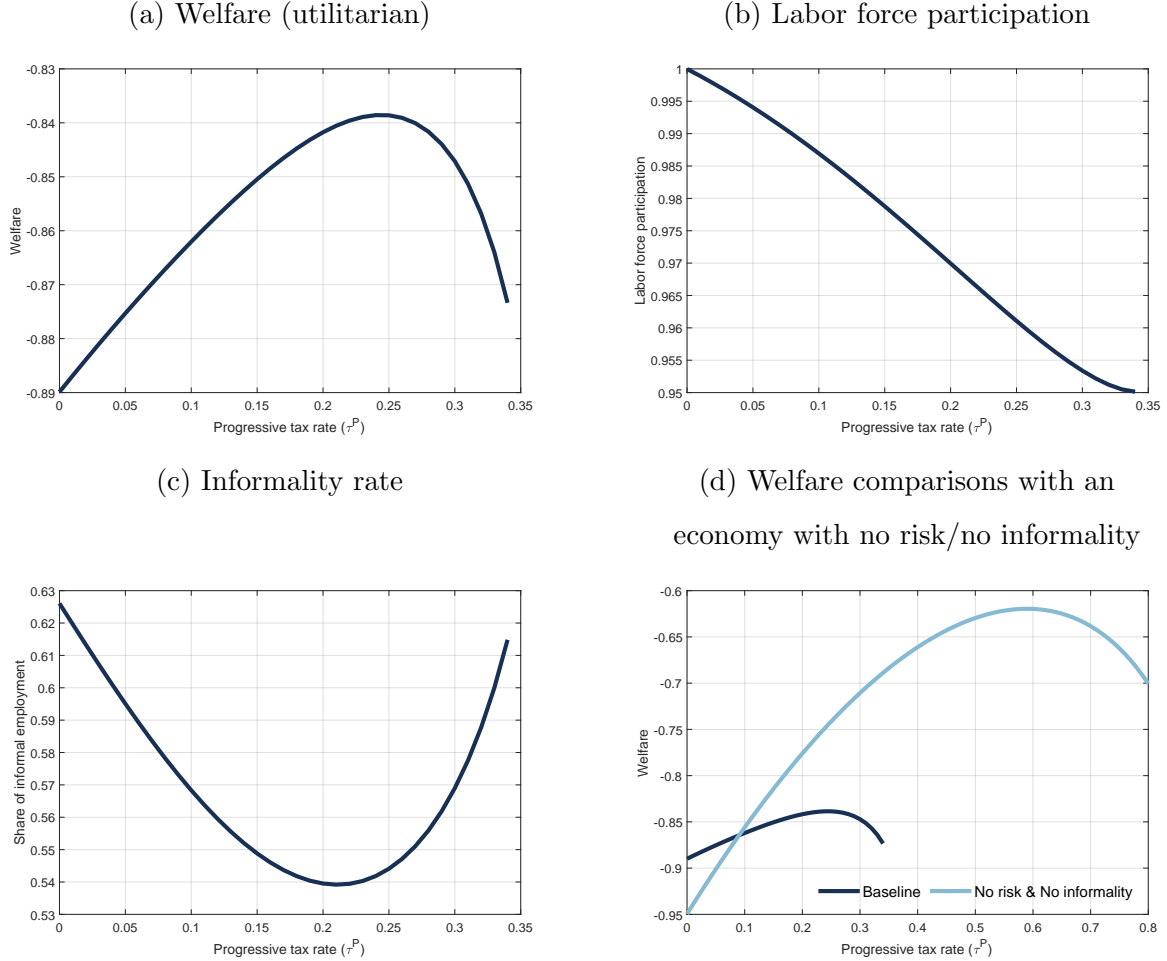 (a) Welfare (utilitarian)
-0.83
-0.84
-0.85
-0.86
-0.87
-0.88
-0.89
Welfare
0 0.05 0.1 0.15 0.2 0.25 0.3 0.35
Progressive tax rate (τᴾ)
(b) Labor force participation
1
0.995
0.99
0.985
0.98
0.975
0.97
0.965
0.96
0.955
0.95
Labor force participation
0 0.05 0.1 0.15 0.2 0.25 0.3 0.35
Progressive tax rate (τᴾ)
(c) Informality rate
0.63
0.62
0.61
0.6
0.59
0.58
0.57
0.56
0.55
0.54
0.53
Share of informal employment
0 0.05 0.1 0.15 0.2 0.25 0.3 0.35
Progressive tax rate (τᴾ)
(d) Welfare comparisons with an
economy with no risk/no informality
-0.6
-0.65
-0.7
-0.75
-0.8
-0.85
-0.9
-0.95
Welfare
Baseline No risk & No informality
0 0.1 0.2 0.3 0.4 0.5 0.6 0.7 0.8
Progressive tax rate (τᴾ)